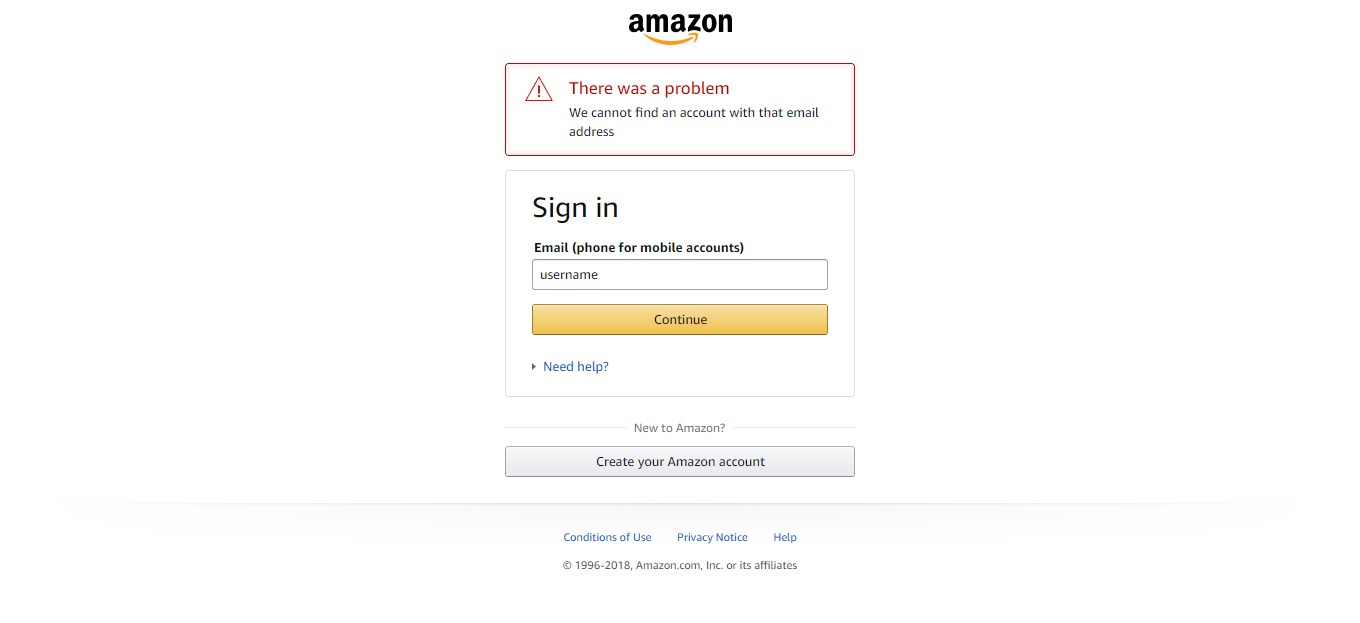 amazon
There was a problem
We cannot find an account with that email
address
Sign in
Email (phone for mobile accounts)
username
Continue
Need help?
New to Amazon?
Create your Amazon account
Conditions of Use Privacy Notice Help
© 1996-2018, Amazon.com, Inc. or its affiliates